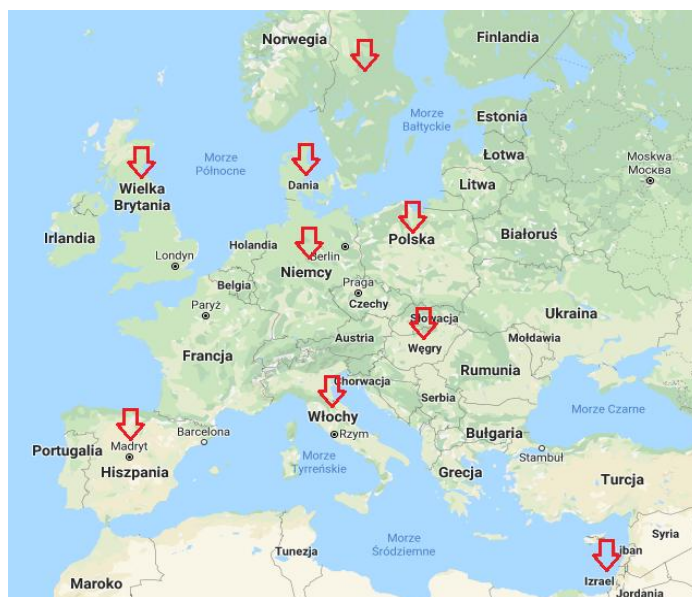 Norwegia
Finlandia
Morze
Bałtyckie
Estonia
Łotwa
Moskwa
Москва
Morze
Północne
Dania
Litwa
Wielka
Brytania
Irlandia
Polska
Białoruś
Holandia
Berlin
Londyn
Niemcy
Belgia
Praga
Czechy
Paryż
Słowacja
Ukraina
Austria
Węgry
Mołdawia
Francja
Rumunia
Chorwacja
Serbia
Włochy
Morze Czarne
Barcelona
Rzym
Bułgaria
Portugalia
Madryt
Hiszpania
Morze
Tyrreńskie
Stambuł
Grecja
Turcja
Morze
Śródziemne
Tunezja
Syria
Liban
Maroko
Izrael
Jordania